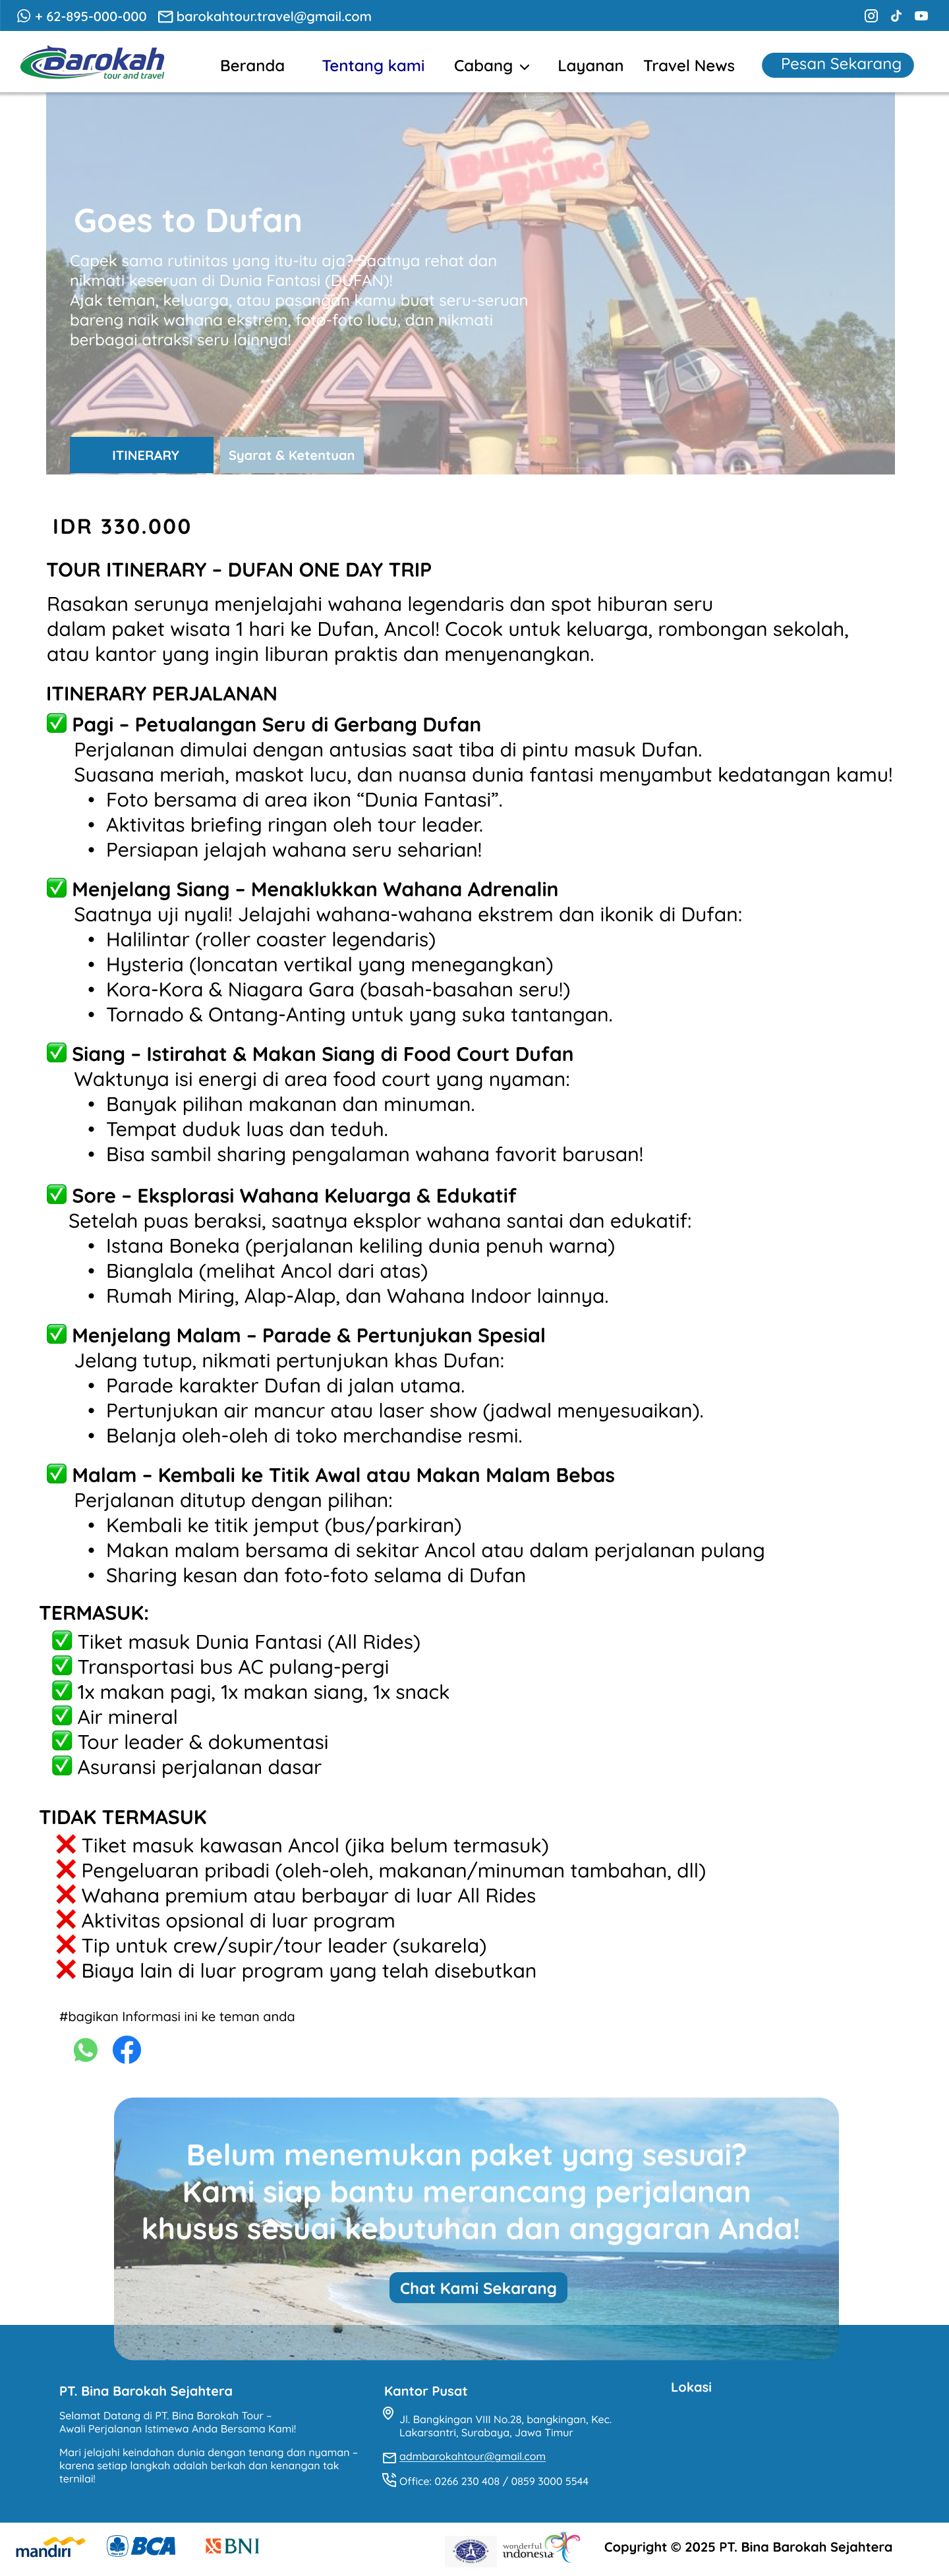 + 62-895-000-000 barokahtour.travel@gmail.com
Barokah
tour and travel
Beranda Tentang kami Cabang Layanan Travel News Pesan Sekarang
BALING
BALING
Goes to Dufan
Capek sama rutinitas yang itu-itu aja? Saatnya rehat dan
nikmati keseruan di Dunia Fantasi (DUFAN)!
Ajak teman, keluarga, atau pasangan kamu buat seru-seruan
bareng naik wahana ekstrem, foto-foto lucu, dan nikmati
berbagai atraksi seru lainnya!
ITINERARY Syarat & Ketentuan
IDR 330.000
TOUR ITINERARY – DUFAN ONE DAY TRIP
Rasakan serunya menjelajahi wahana legendaris dan spot hiburan seru
dalam paket wisata 1 hari ke Dufan, Ancol! Cocok untuk keluarga, rombongan sekolah,
atau kantor yang ingin liburan praktis dan menyenangkan.
ITINERARY PERJALANAN
✅ Pagi – Petualangan Seru di Gerbang Dufan
Perjalanan dimulai dengan antusias saat tiba di pintu masuk Dufan.
Suasana meriah, maskot lucu, dan nuansa dunia fantasi menyambut kedatangan kamu!
• Foto bersama di area ikon “Dunia Fantasi”.
• Aktivitas briefing ringan oleh tour leader.
• Persiapan jelajah wahana seru seharian!
✅ Menjelang Siang – Menaklukkan Wahana Adrenalin
Saatnya uji nyali! Jelajahi wahana-wahana ekstrem dan ikonik di Dufan:
• Halilintar (roller coaster legendaris)
• Hysteria (loncatan vertikal yang menegangkan)
• Kora-Kora & Niagara Gara (basah-basahan seru!)
• Tornado & Ontang-Anting untuk yang suka tantangan.
✅ Siang – Istirahat & Makan Siang di Food Court Dufan
Waktunya isi energi di area food court yang nyaman:
• Banyak pilihan makanan dan minuman.
• Tempat duduk luas dan teduh.
• Bisa sambil sharing pengalaman wahana favorit barusan!
✅ Sore – Eksplorasi Wahana Keluarga & Edukatif
Setelah puas beraksi, saatnya eksplor wahana santai dan edukatif:
• Istana Boneka (perjalanan keliling dunia penuh warna)
• Bianglala (melihat Ancol dari atas)
• Rumah Miring, Alap-Alap, dan Wahana Indoor lainnya.
✅ Menjelang Malam – Parade & Pertunjukan Spesial
Jelang tutup, nikmati pertunjukan khas Dufan:
• Parade karakter Dufan di jalan utama.
• Pertunjukan air mancur atau laser show (jadwal menyesuaikan).
• Belanja oleh-oleh di toko merchandise resmi.
✅ Malam – Kembali ke Titik Awal atau Makan Malam Bebas
Perjalanan ditutup dengan pilihan:
• Kembali ke titik jemput (bus/parkiran)
• Makan malam bersama di sekitar Ancol atau dalam perjalanan pulang
• Sharing kesan dan foto-foto selama di Dufan
TERMASUK:
✅ Tiket masuk Dunia Fantasi (All Rides)
✅ Transportasi bus AC pulang-pergi
✅ 1x makan pagi, 1x makan siang, 1x snack
✅ Air mineral
✅ Tour leader & dokumentasi
✅ Asuransi perjalanan dasar
TIDAK TERMASUK
❌ Tiket masuk kawasan Ancol (jika belum termasuk)
❌ Pengeluaran pribadi (oleh-oleh, makanan/minuman tambahan, dll)
❌ Wahana premium atau berbayar di luar All Rides
❌ Aktivitas opsional di luar program
❌ Tip untuk crew/supir/tour leader (sukarela)
❌ Biaya lain di luar program yang telah disebutkan
#bagikan Informasi ini ke teman anda
Belum menemukan paket yang sesuai?
Kami siap bantu merancang perjalanan
khusus sesuai kebutuhan dan anggaran Anda!
Chat Kami Sekarang
PT. Bina Barokah Sejahtera
Selamat Datang di PT. Bina Barokah Tour –
Awali Perjalanan Istimewa Anda Bersama Kami!
Mari jelajahi keindahan dunia dengan tenang dan nyaman –
karena setiap langkah adalah berkah dan kenangan tak
ternilai!
Kantor Pusat
Jl. Bangkingan VIII No.28, bangkingan, Kec.
Lakarsantri, Surabaya, Jawa Timur
admbarokahtour@gmail.com
Office: 0266 230 408 / 0859 3000 5544
Lokasi
mandiri BCA BNI
wonderful
indonesia
Copyright © 2025 PT. Bina Barokah Sejahtera